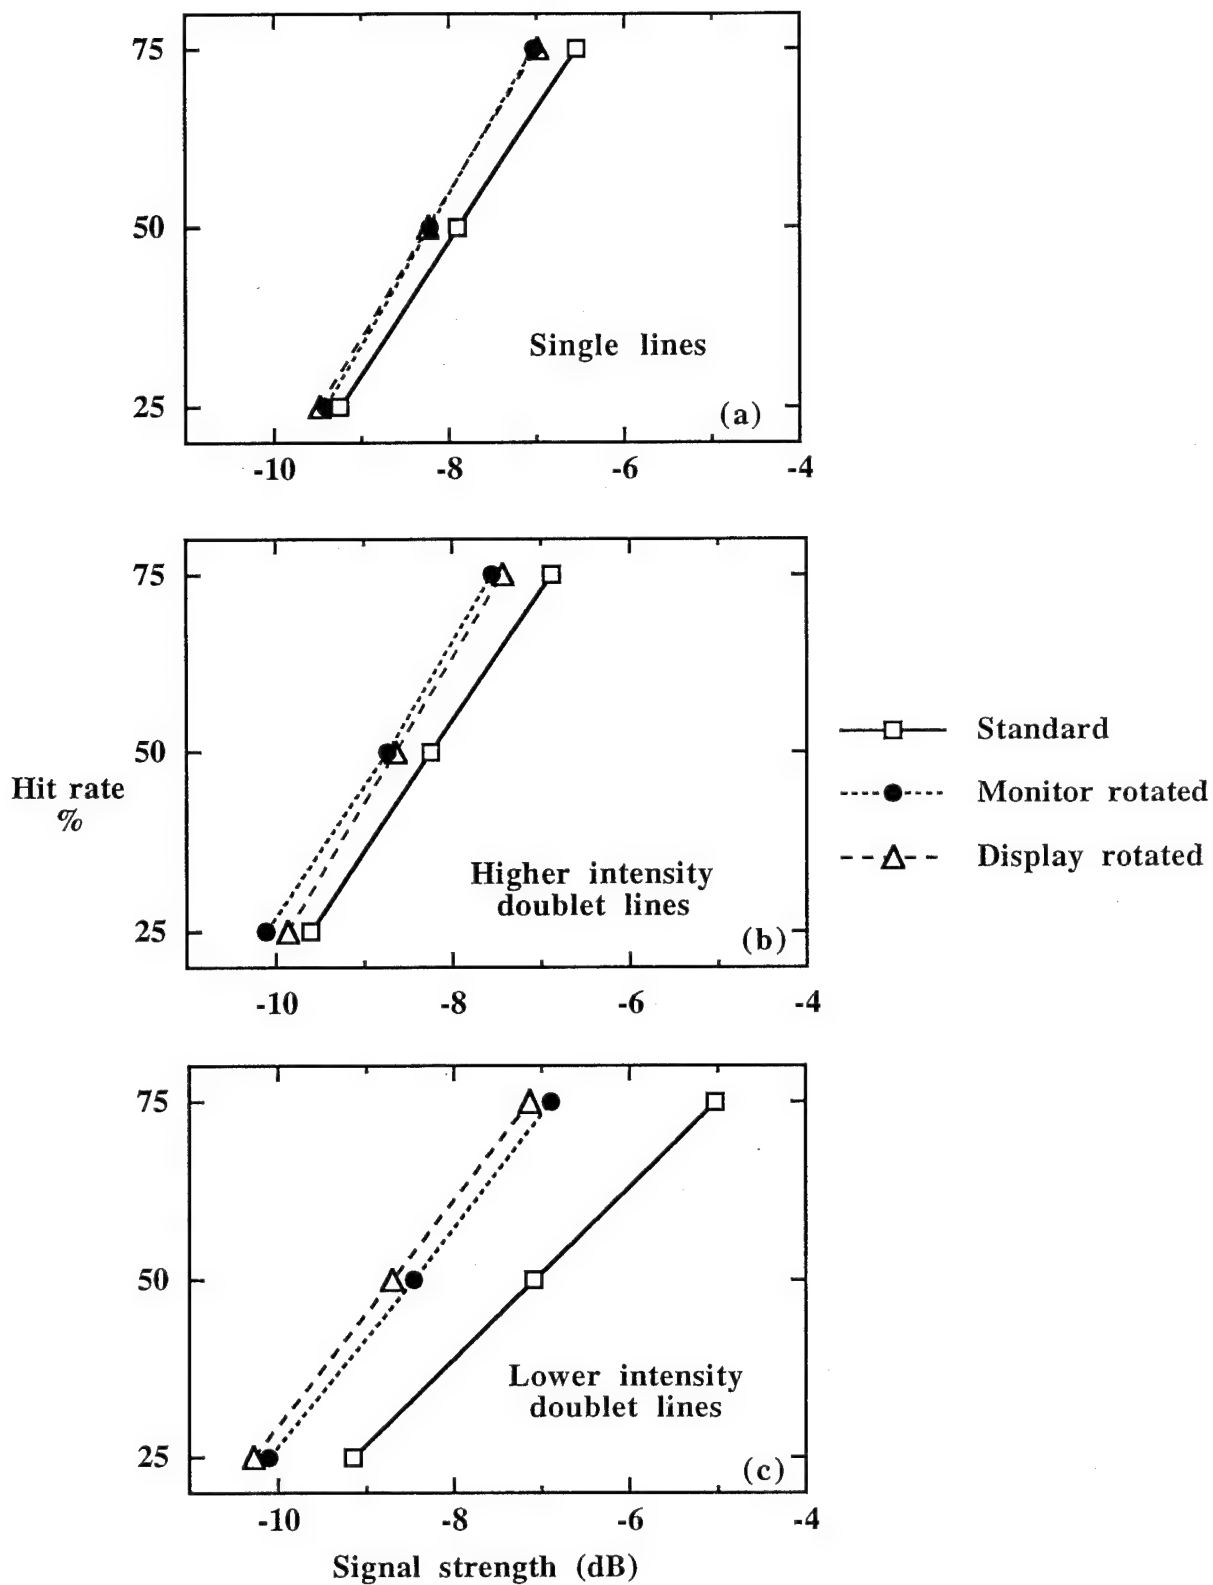 75
50
25
Single lines
(a)
-10 -8 -6 -4
75
50
25
Hit rate
%
Higher intensity
doublet lines
(b)
-10 -8 -6 -4
Standard
Monitor rotated
Display rotated
75
50
25
Lower intensity
doublet lines
(c)
-10 -8 -6 -4
Signal strength (dB)